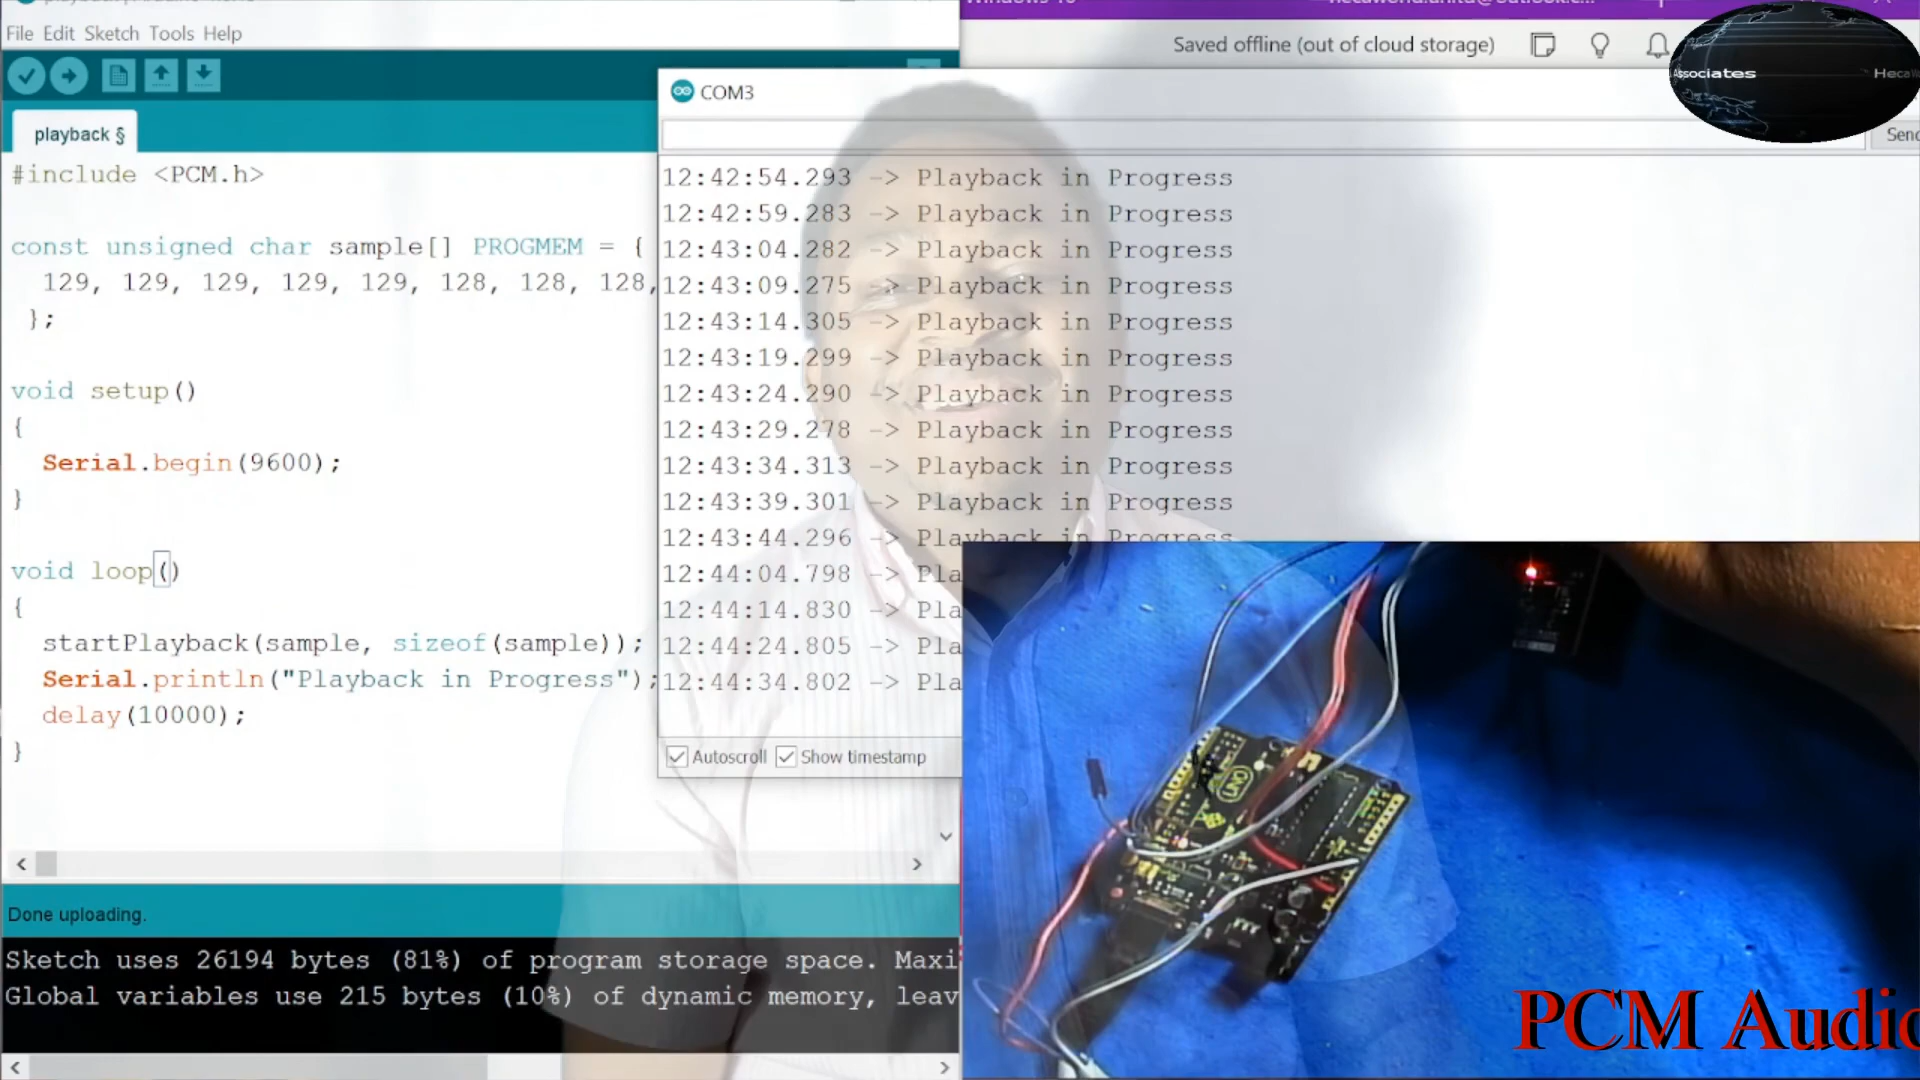 File Edit Sketch Tools Help
playback §
#include <PCM.h>
const unsigned char sample[] PROGMEM = {
129, 129, 129, 129, 129, 128, 128, 128,
};
void setup()
{
Serial.begin(9600);
}
void loop()
{
startPlayback(sample, sizeof(sample));
Serial.println("Playback in Progress");
delay(10000);
}
Done uploading.
Sketch uses 26194 bytes (81%) of program storage space. Maxi
Global variables use 215 bytes (10%) of dynamic memory, leav
Saved offline (out of cloud storage)
Associates
Heca
COM3
Send
12:42:54.293 -> Playback in Progress
12:42:59.283 -> Playback in Progress
12:43:04.282 -> Playback in Progress
12:43:09.275 -> Playback in Progress
12:43:14.305 -> Playback in Progress
12:43:19.299 -> Playback in Progress
12:43:24.290 -> Playback in Progress
12:43:29.278 -> Playback in Progress
12:43:34.313 -> Playback in Progress
12:43:39.301 -> Playback in Progress
12:43:44.296 -> Playback in Progress
12:44:04.798 -> Pla
12:44:14.830 -> Pla
12:44:24.805 -> Pla
12:44:34.802 -> Pla
Autoscroll Show timestamp
UNO
PCM Audio